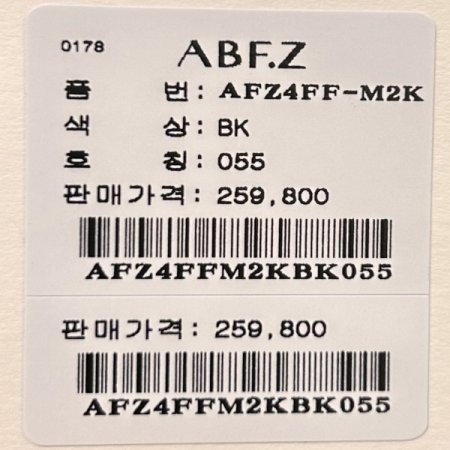 0178 ABF.Z
품 번: AFZ4FF-M2K
색 상: BK
호 칭: 055
판매가격: 259,800
AFZ4FFM2KBK055
판매가격: 259,800
AFZ4FFM2KBK055